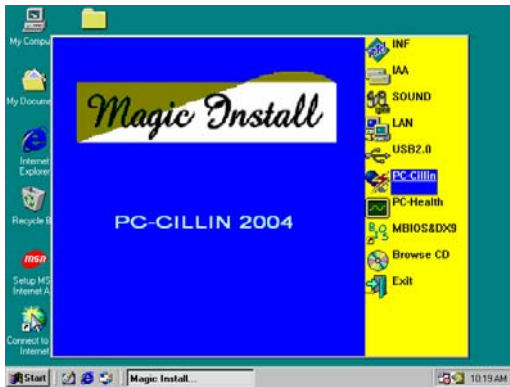 My Compu
My Docume
Internet
Explorer
Recycle B
msn
Setup MS
Internet A
Connect to
Internet
Magic Install
PC-CILLIN 2004
INF
IAA
SOUND
LAN
USB2.0
PC-Cillin
PC-Health
MBIOS&DX9
Browse CD
Exit
Start
Magic Install...
10:19 AM